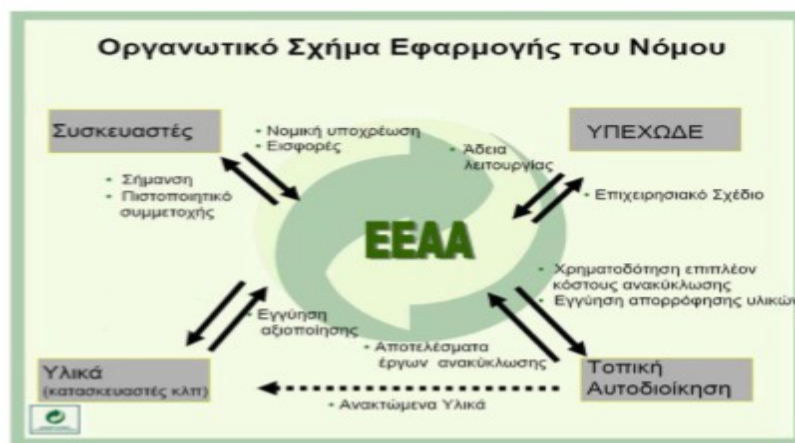 Οργανωτικό Σχήμα Εφαρμογής του Νόμου
Συσκευαστές
• Νομική υποχρέωση
• Εισφορές
• Άδεια
λειτουργίας
ΥΠΕΧΩΔΕ
• Σήμανση
• Πιστοποιητικό
συμμετοχής
• Επιχειρησιακό Σχέδιο
ΕΕΑΑ
• Χρηματοδότηση επιπλέον
κόστους ανακύκλωσης
• Εγγύηση απορρόφησης υλικών
• Εγγύηση
αξιοποίησης
• Αποτελέσματα
έργων ανακύκλωσης
Υλικά
(κατασκευαστές κλπ)
Τοπική
Αυτοδιοίκηση
• Ανακτώμενα Υλικά